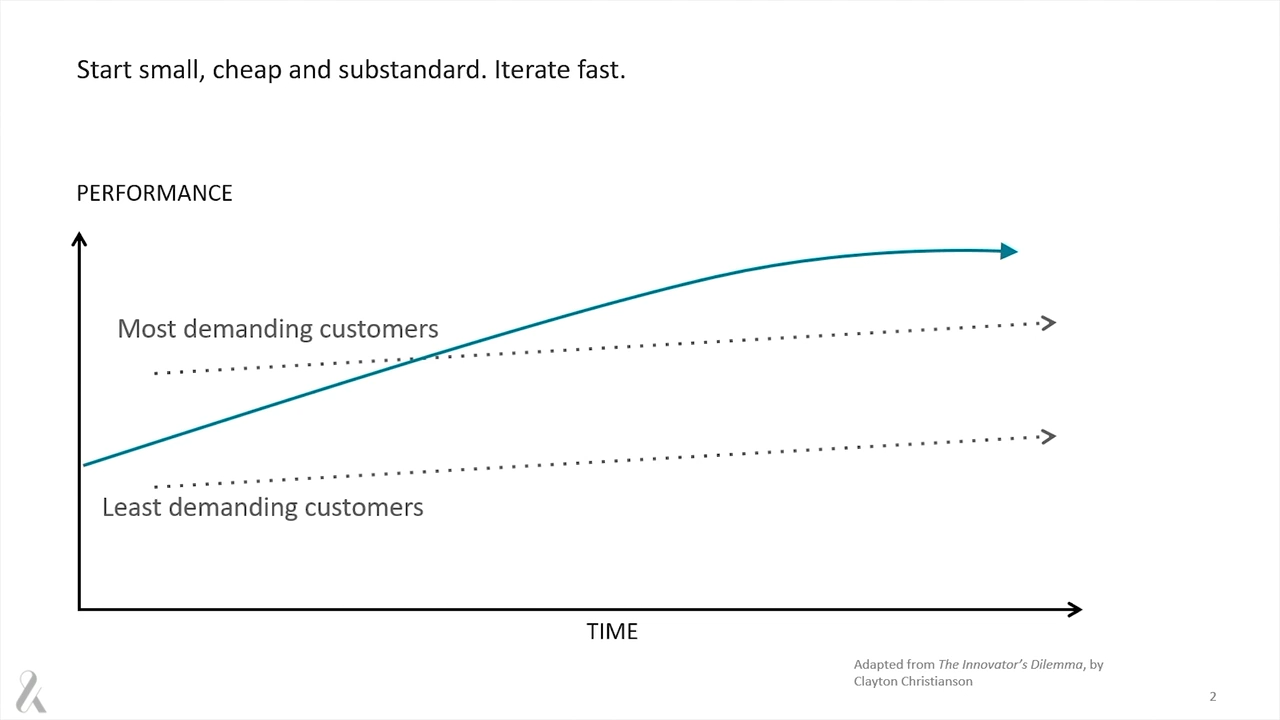 Start small, cheap and substandard. Iterate fast.
PERFORMANCE
Most demanding customers
Least demanding customers
TIME
Adapted from The Innovator’s Dilemma, by
Clayton Christianson
2